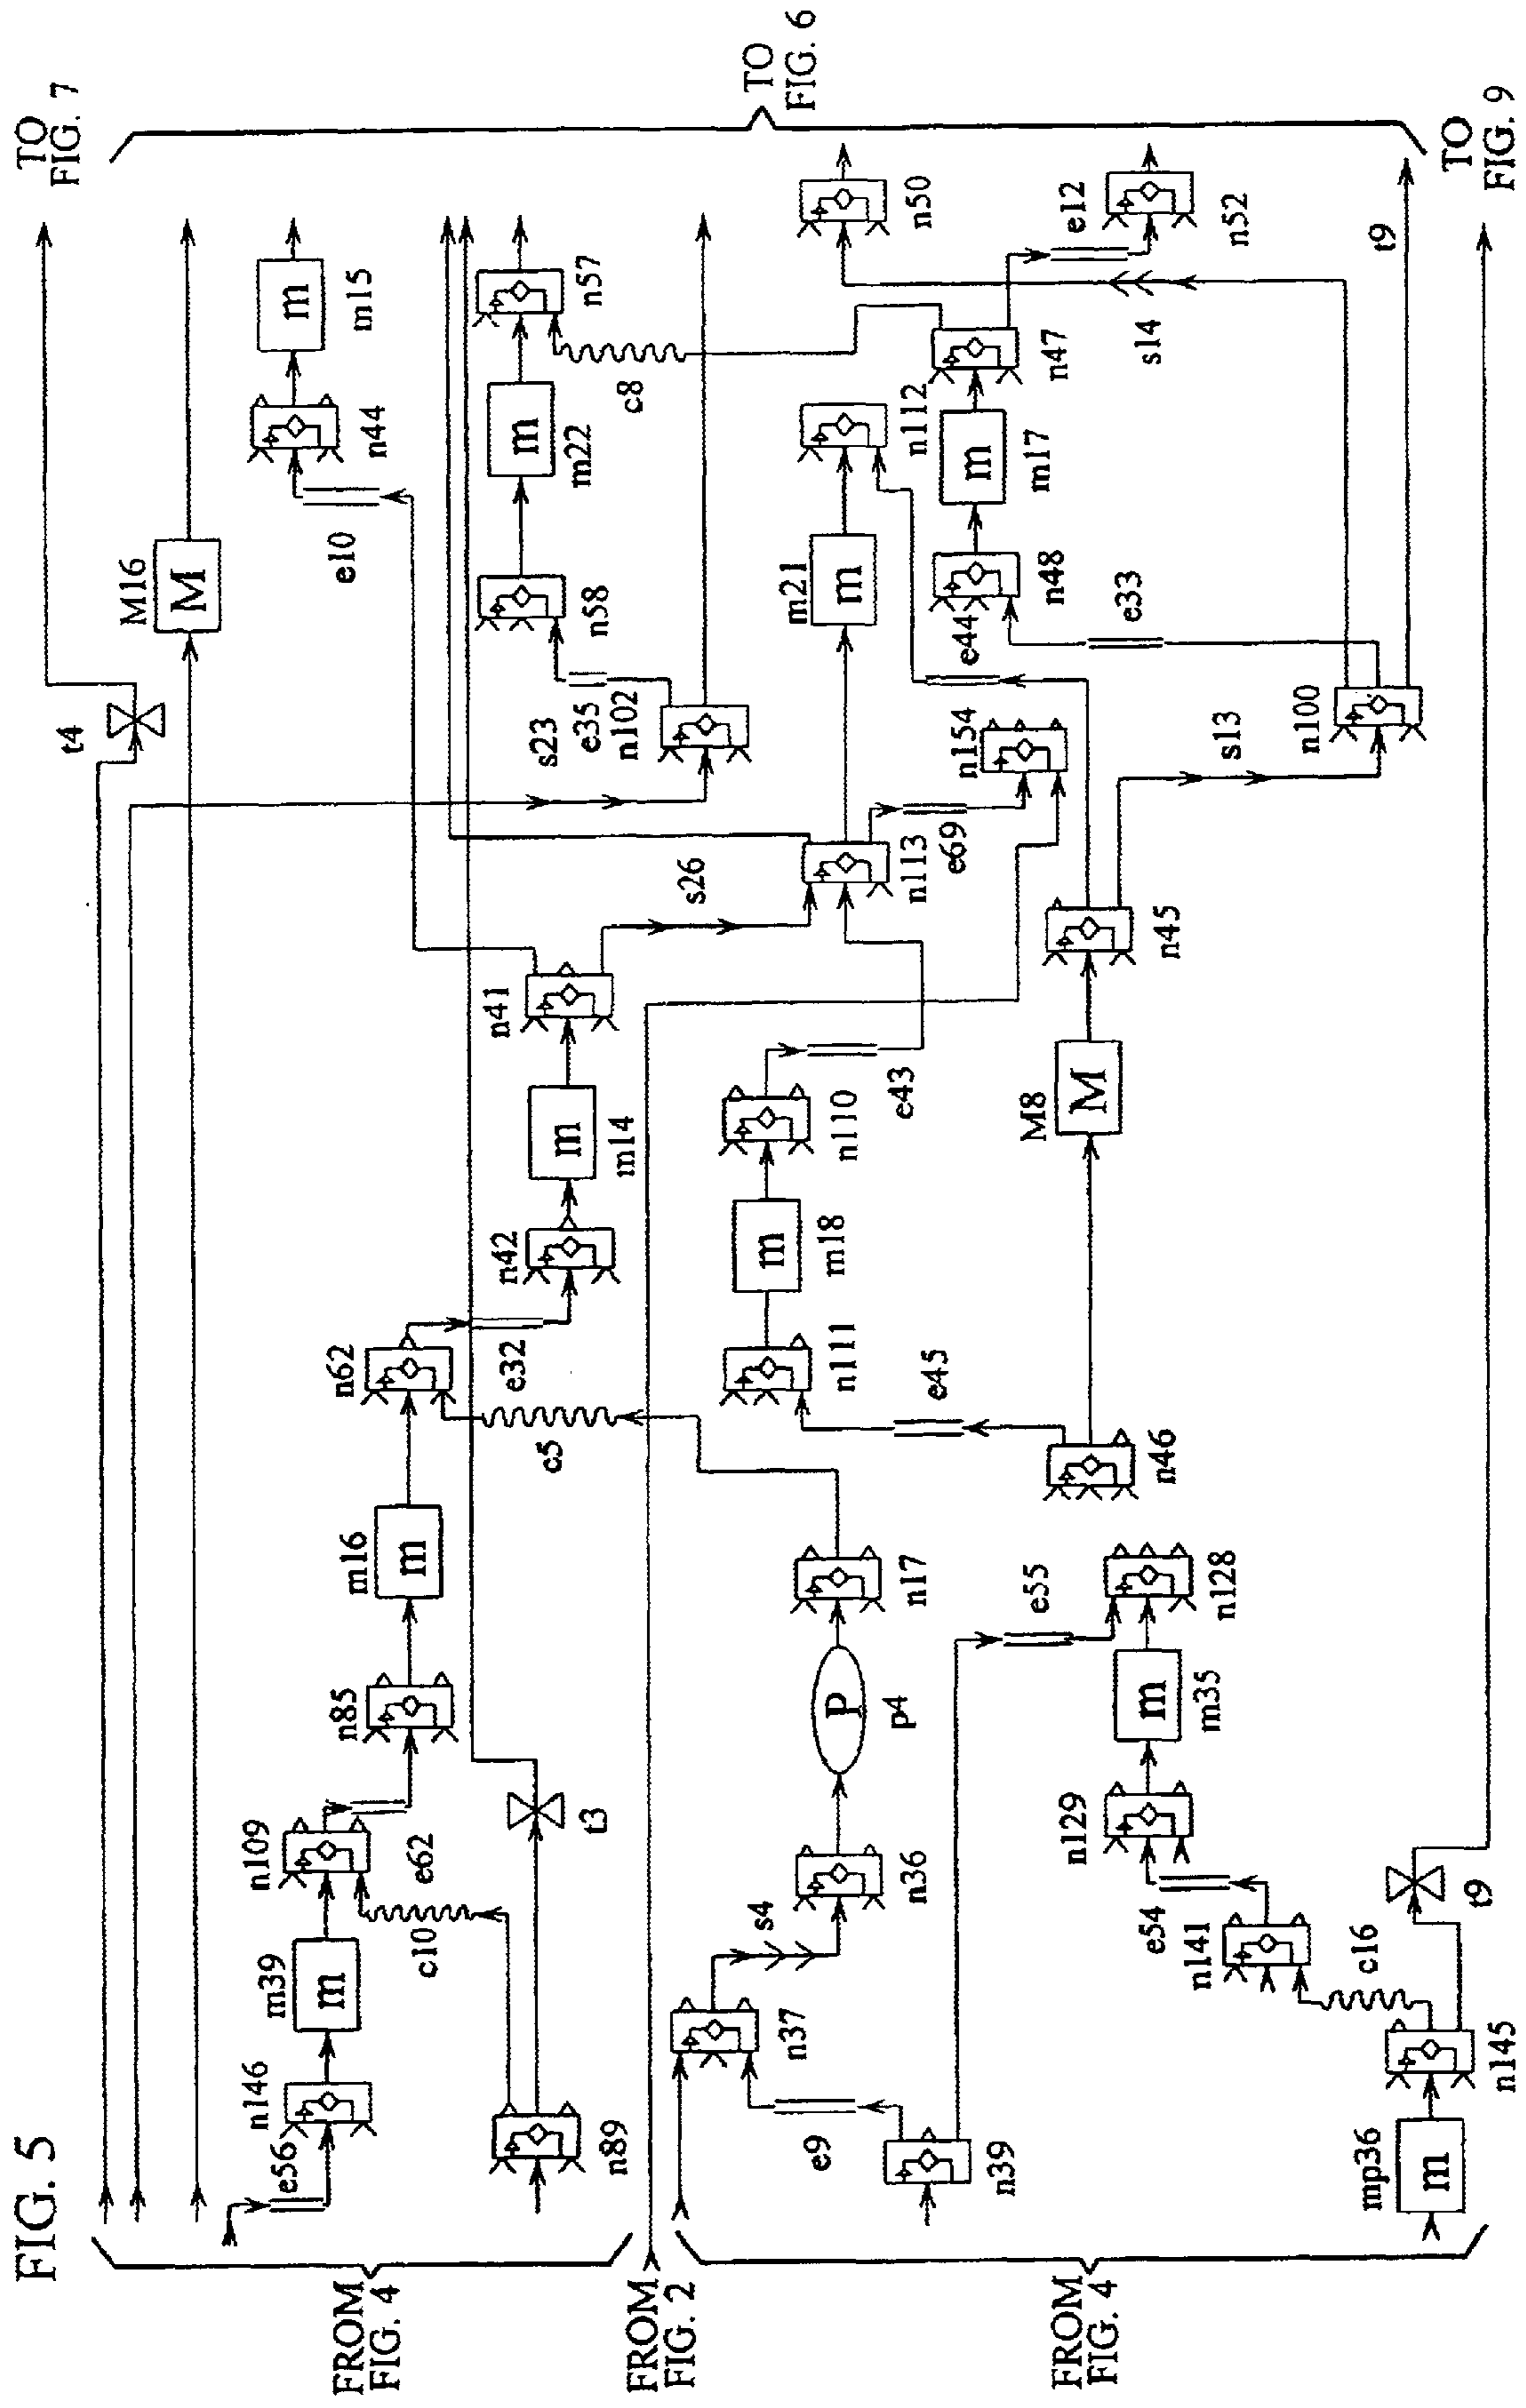 FIG. 5
TO
FIG. 7
t4
M16
M
m
m15
n44
e10
n146
e56
m39
m
n109
e62
c10
n85
m16
m
n62
e32
c5
n42
m
m14
n41
s26
s23
e35
n102
n58
m
m22
n57
c8
n89
t3
FROM
FIG. 4
FROM
FIG. 2
TO
FIG. 6
n37
e9
n39
s4
n36
P
p4
n17
n111
e45
m
m18
n110
e43
n113
e69
m21
m
n112
n154
e44
n48
m
m17
n47
n50
e12
n52
s14
e33
n46
M8
M
n45
s13
n100
t9
e55
n128
m
m35
n129
e54
n141
c16
n145
mp36
m
t9
FROM
FIG. 4
TO
FIG. 9